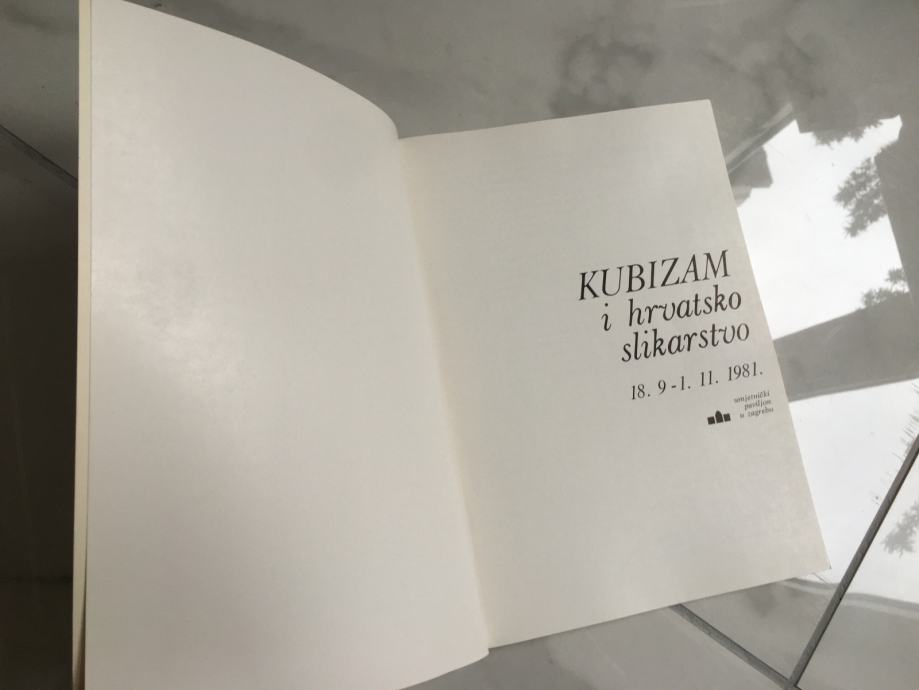 KUBIZAM
i hrvatsko
slikarstvo
18. 9 - 1. 11. 1981.
umjetnički
paviljon
u zagrebu